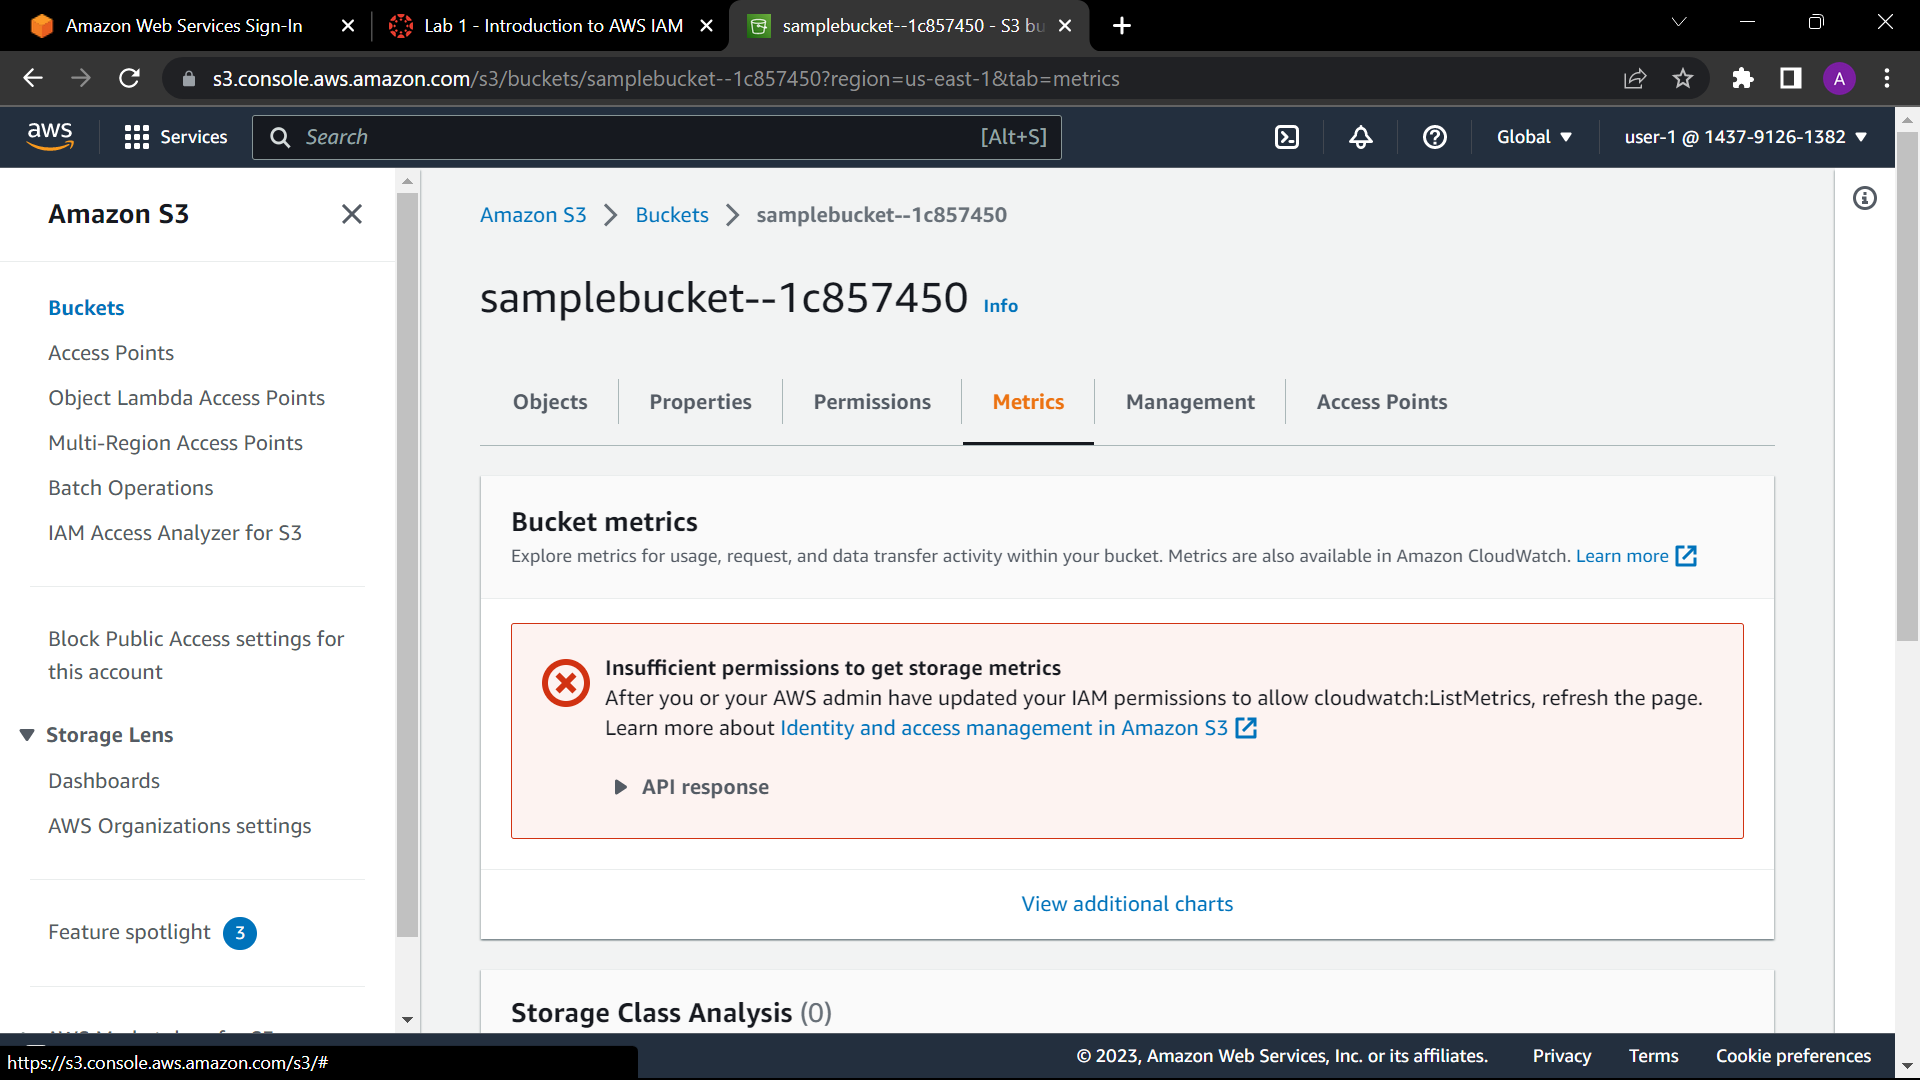 Amazon Web Services Sign-In
Lab 1 - Introduction to AWS IAM
samplebucket--1c857450 - S3 bu
s3.console.aws.amazon.com/s3/buckets/samplebucket--1c857450?region=us-east-1&tab=metrics
A
aws
Services
Search
[Alt+S]
Global
user-1 @ 1437-9126-1382
Amazon S3
Buckets
Access Points
Object Lambda Access Points
Multi-Region Access Points
Batch Operations
IAM Access Analyzer for S3
Block Public Access settings for
this account
Storage Lens
Dashboards
AWS Organizations settings
Feature spotlight 3
Amazon S3 > Buckets > samplebucket--1c857450
samplebucket--1c857450 Info
Objects
Properties
Permissions
Metrics
Management
Access Points
Bucket metrics
Explore metrics for usage, request, and data transfer activity within your bucket. Metrics are also available in Amazon CloudWatch. Learn more
Insufficient permissions to get storage metrics
After you or your AWS admin have updated your IAM permissions to allow cloudwatch:ListMetrics, refresh the page.
Learn more about Identity and access management in Amazon S3
API response
View additional charts
Storage Class Analysis (0)
https://s3.console.aws.amazon.com/s3/#
© 2023, Amazon Web Services, Inc. or its affiliates.
Privacy
Terms
Cookie preferences